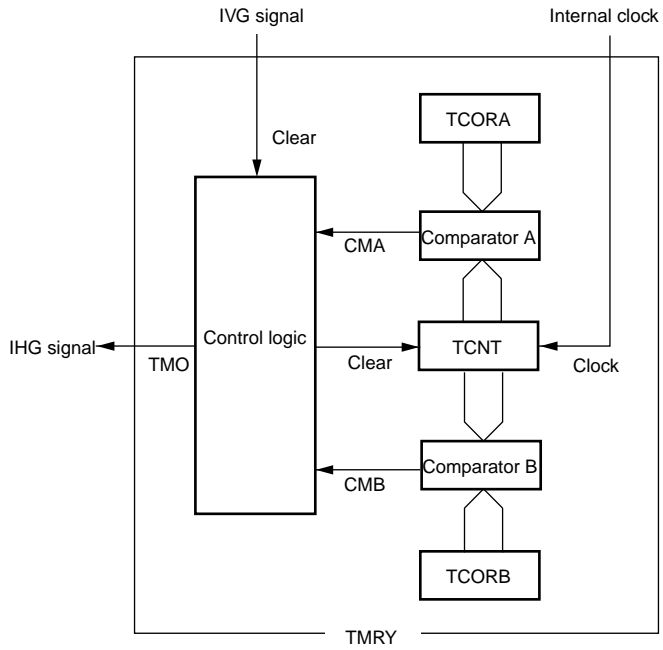 IVG signal
Internal clock
TCORA
Clear
Comparator A
CMA
Control logic
TCNT
IHG signal
TMO
Clear
Clock
Comparator B
CMB
TCORB
TMRY